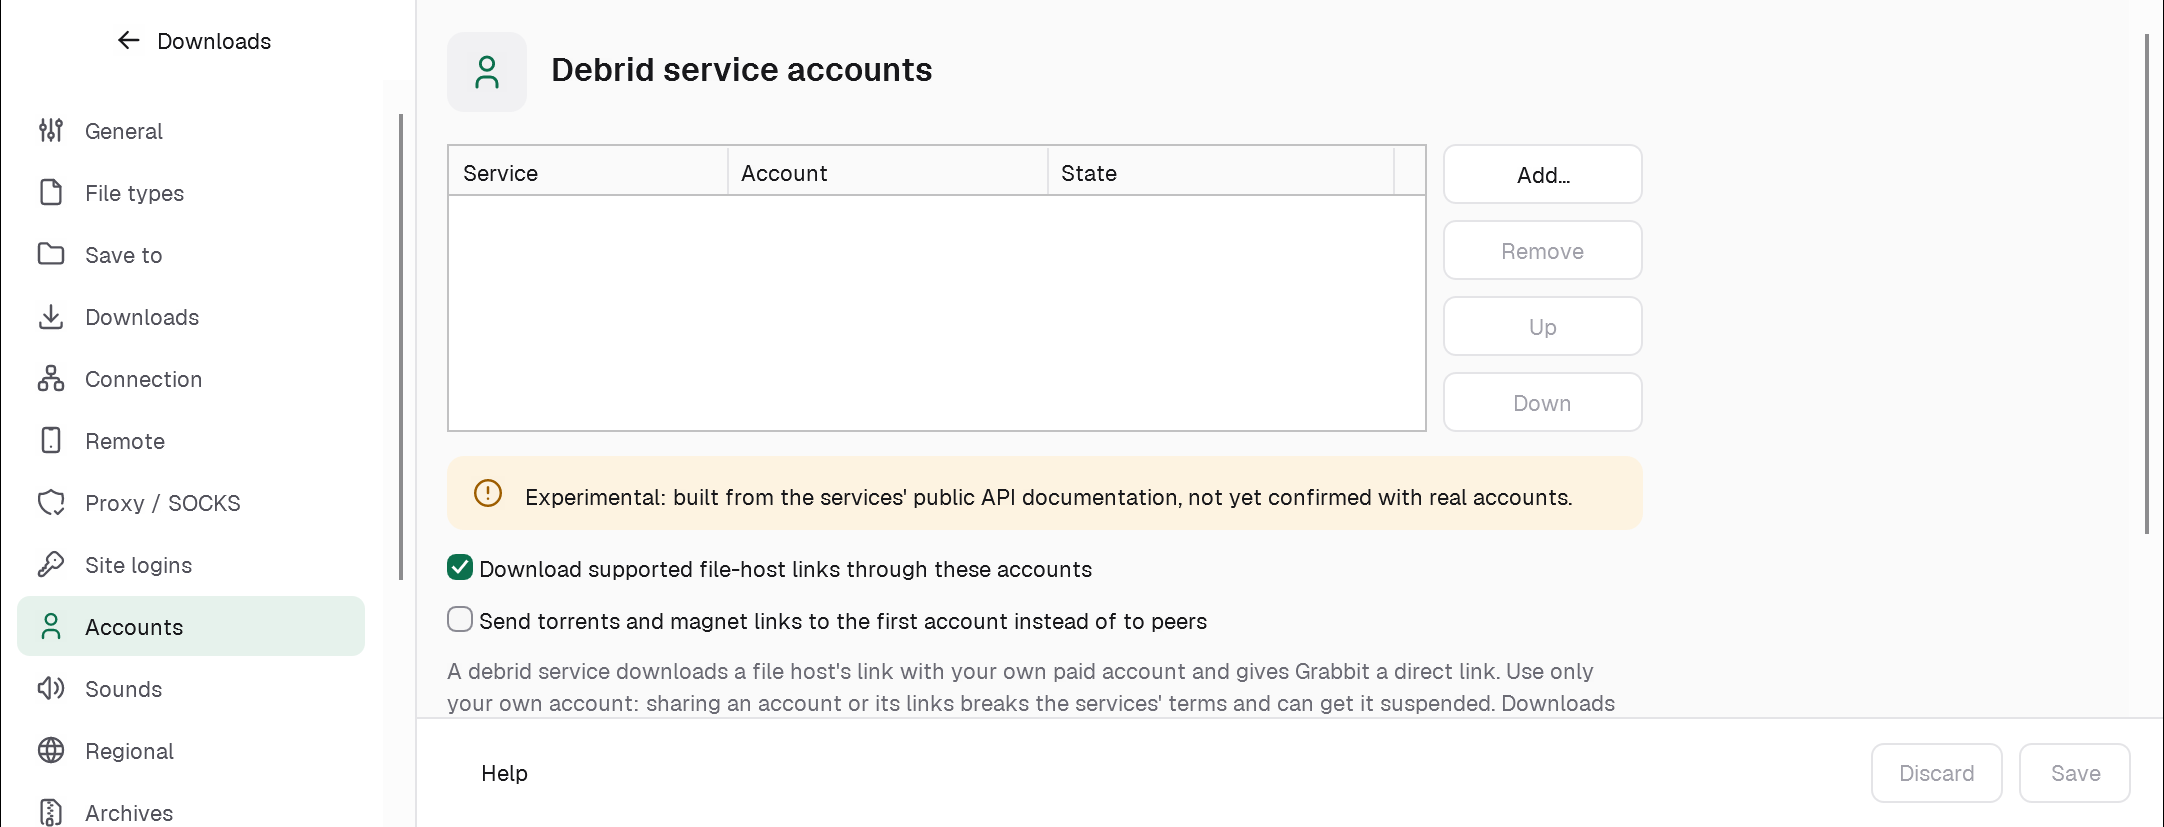 Downloads
General
File types
Save to
Downloads
Connection
Remote
Proxy / SOCKS
Site logins
Accounts
Sounds
Regional
Archives
Debrid service accounts
Service Account State
Add...
Remove
Up
Down
Experimental: built from the services' public API documentation, not yet confirmed with real accounts.
Download supported file-host links through these accounts
Send torrents and magnet links to the first account instead of to peers
A debrid service downloads a file host's link with your own paid account and gives Grabbit a direct link. Use only
your own account: sharing an account or its links breaks the services' terms and can get it suspended. Downloads
Help
Discard
Save